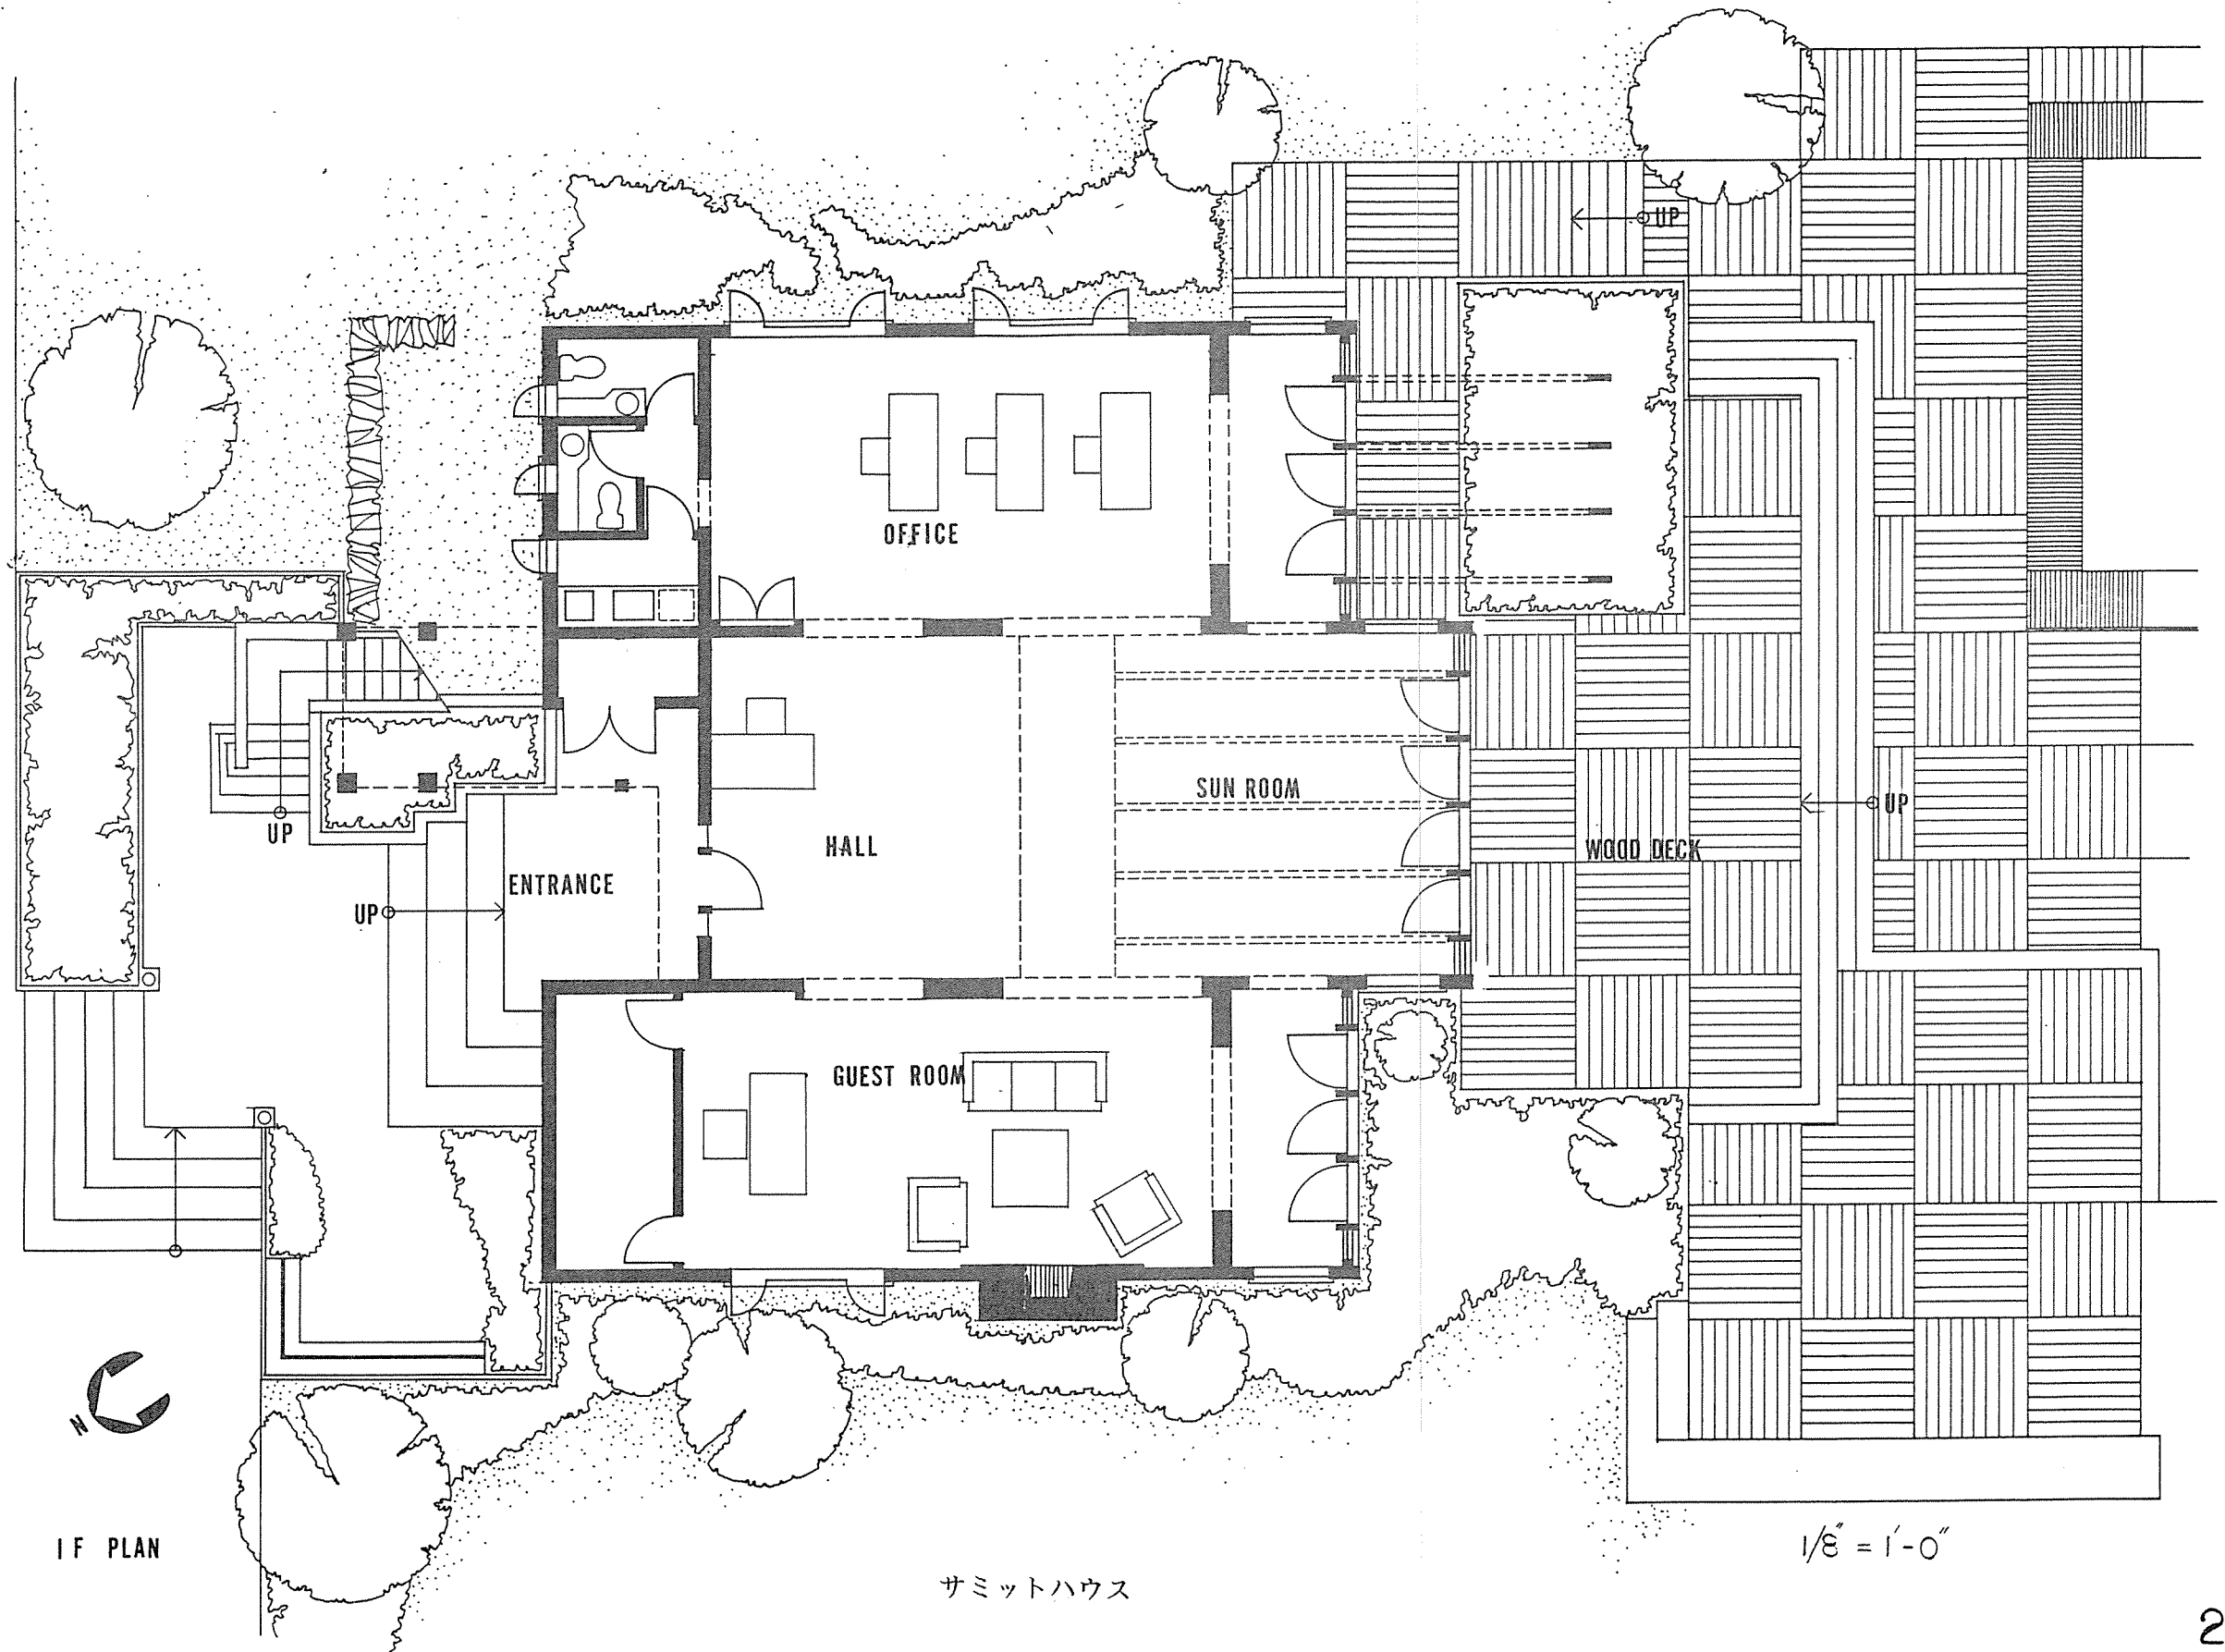 UP
OFFICE
SUN ROOM
UP
UP
HALL
WOOD DECK
ENTRANCE
UP
GUEST ROOM
N
1F PLAN
1/8" = 1'-0"
サミットハウス
2